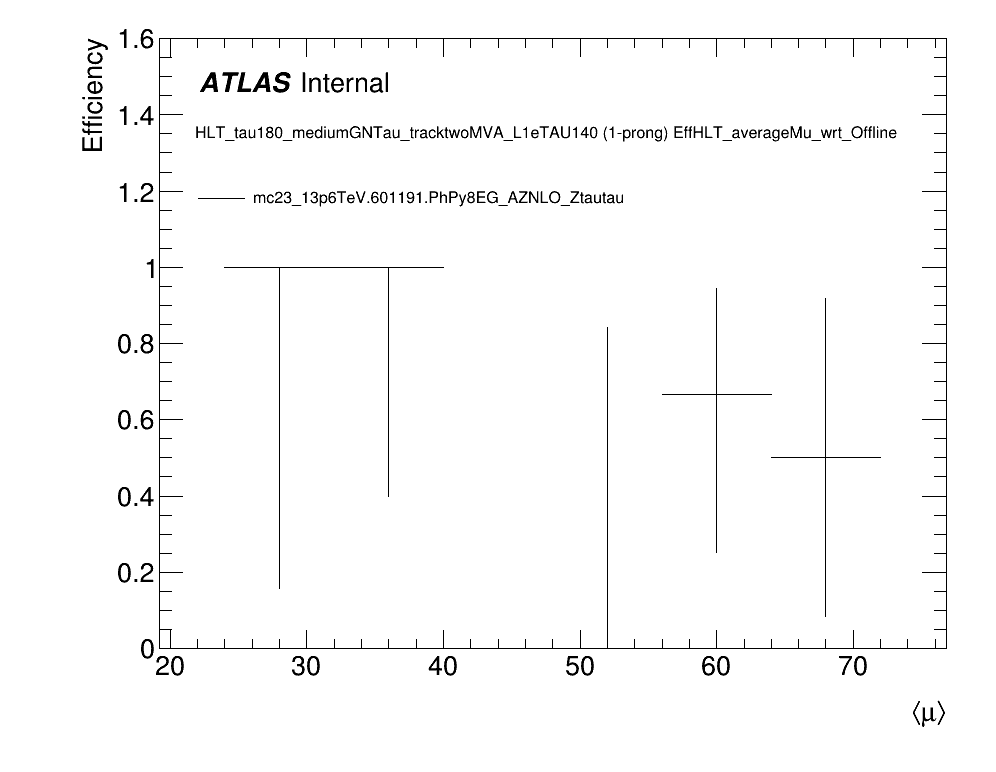 Efficiency
1.6
1.4
1.2
1
0.8
0.6
0.4
0.2
0
ATLAS Internal
HLT_tau180_mediumGNTau_tracktwoMVA_L1eTAU140 (1-prong) EffHLT_averageMu_wrt_Offline
mc23_13p6TeV.601191.PhPy8EG_AZNLO_Ztautau
20 30 40 50 60 70
⟨μ⟩